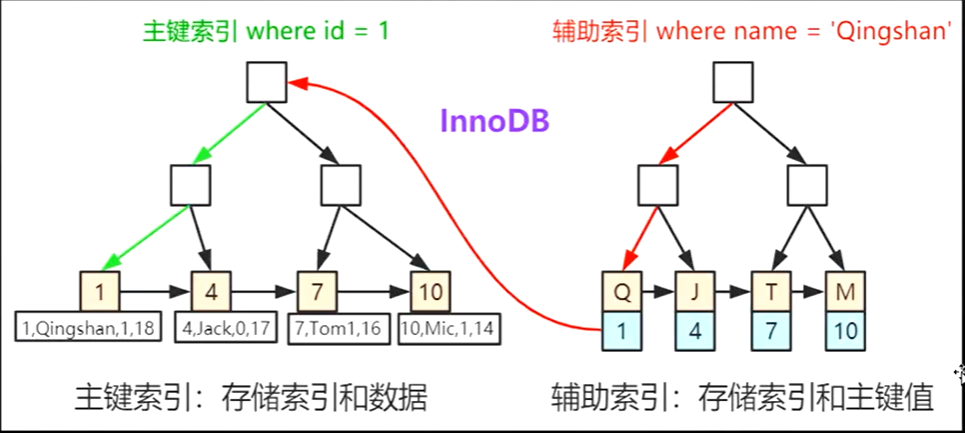 主键索引 where id = 1
辅助索引 where name = 'Qingshan'
InnoDB
1
4
7
10
1,Qingshan,1,18
4,Jack,0,17
7,Tom1,16
10,Mic,1,14
Q
J
T
M
1
4
7
10
主键索引：存储索引和数据
辅助索引：存储索引和主键值